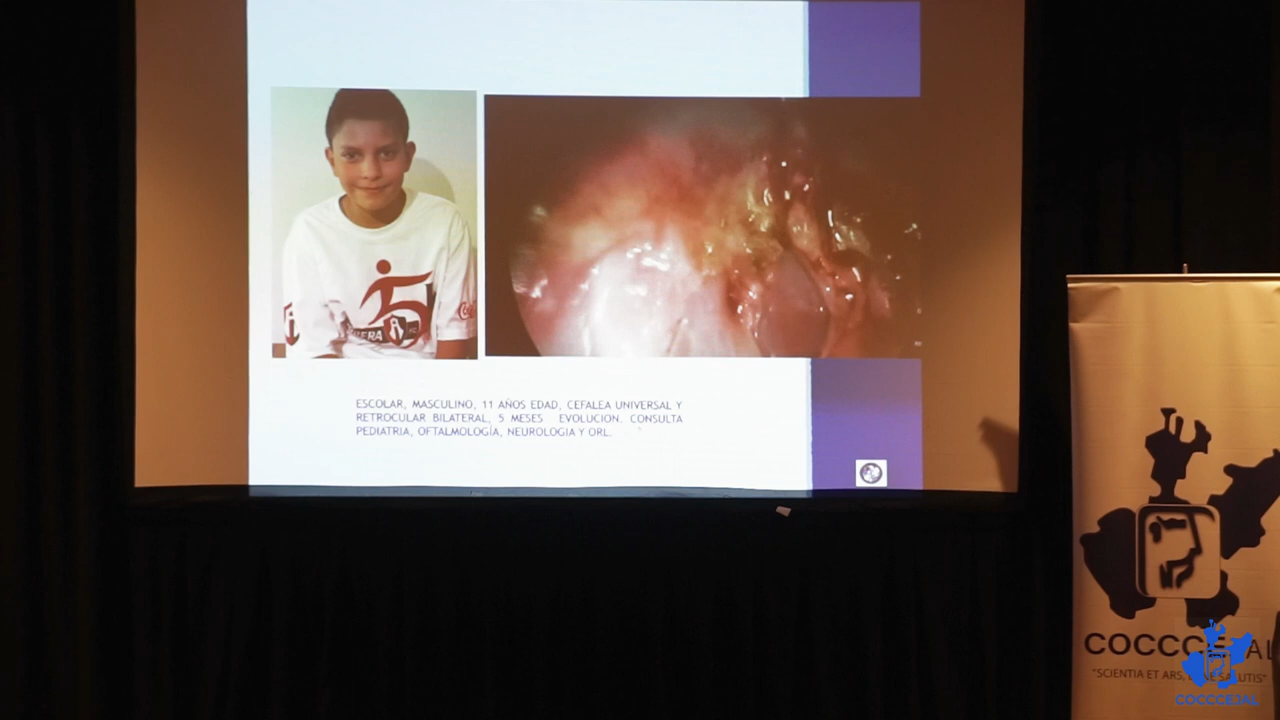 5
ESCOLAR, MASCULINO, 11 AÑOS EDAD, CEFALEA UNIVERSAL Y
RETROCULAR BILATERAL, 5 MESES EVOLUCION. CONSULTA
PEDIATRIA, OFTALMOLOGÍA, NEUROLOGIA Y ORL.
"SCIENTIA ET ARS,
COCCCEJAL